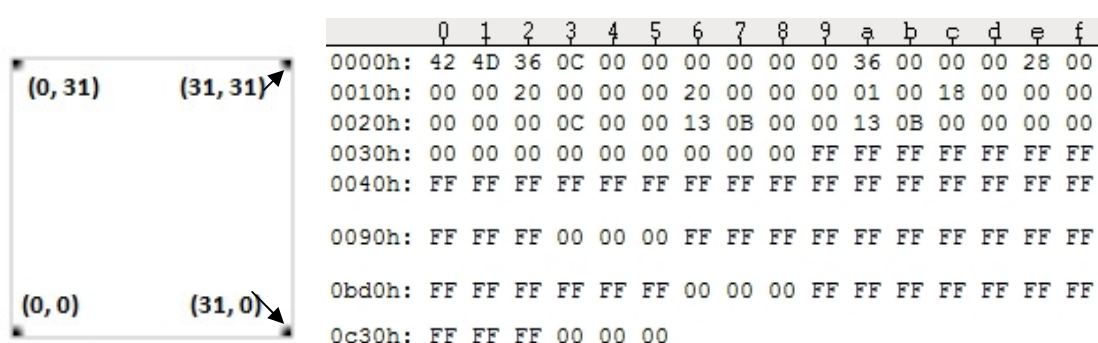 (0, 31) (31, 31)
(0, 0) (31, 0)
0 1 2 3 4 5 6 7 8 9 a b c d e f
0000h: 42 4D 36 0C 00 00 00 00 00 00 36 00 00 00 28 00
0010h: 00 00 20 00 00 00 20 00 00 00 01 00 18 00 00 00
0020h: 00 00 00 0C 00 00 13 0B 00 00 13 0B 00 00 00 00
0030h: 00 00 00 00 00 00 00 00 00 FF FF FF FF FF FF FF
0040h: FF FF FF FF FF FF FF FF FF FF FF FF FF FF FF FF
0090h: FF FF FF 00 00 00 FF FF FF FF FF FF FF FF FF FF
0bd0h: FF FF FF FF FF FF 00 00 00 FF FF FF FF FF FF FF
0c30h: FF FF FF 00 00 00